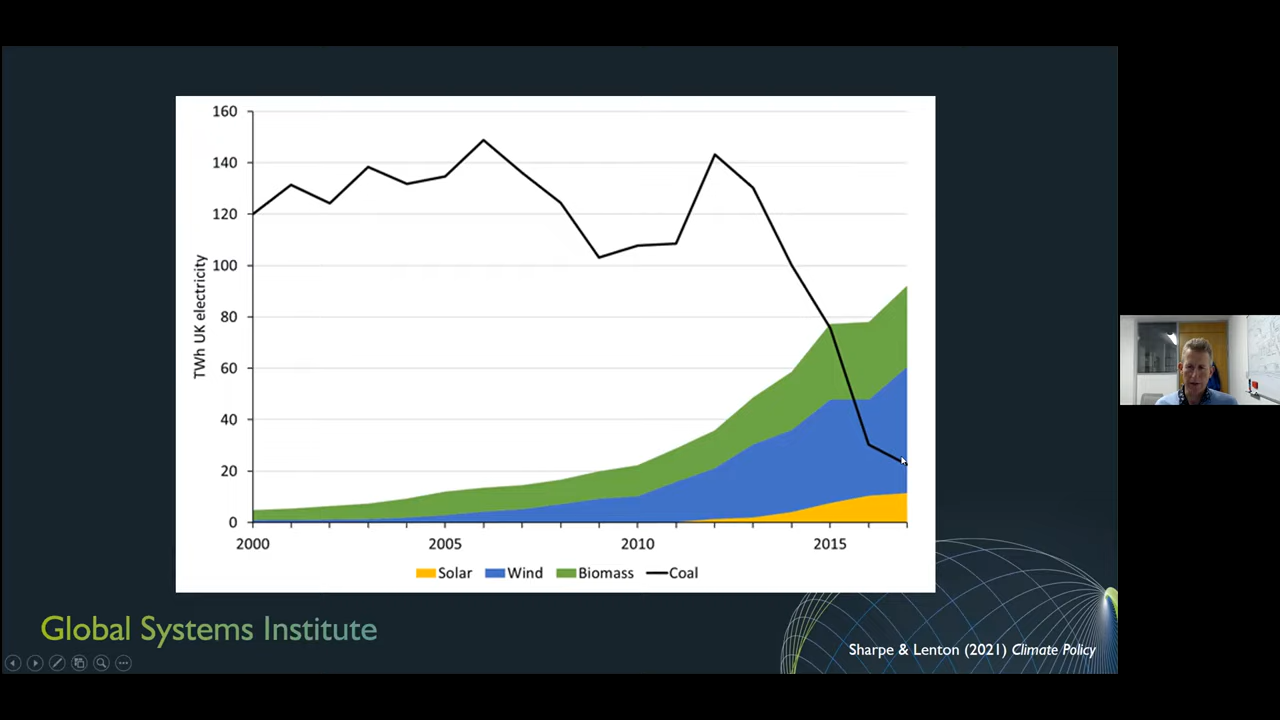 160
140
120
100
80
60
40
20
0
TWh UK electricity
2000 2005 2010 2015
Solar Wind Biomass Coal
Global Systems Institute
Sharpe & Lenton (2021) Climate Policy